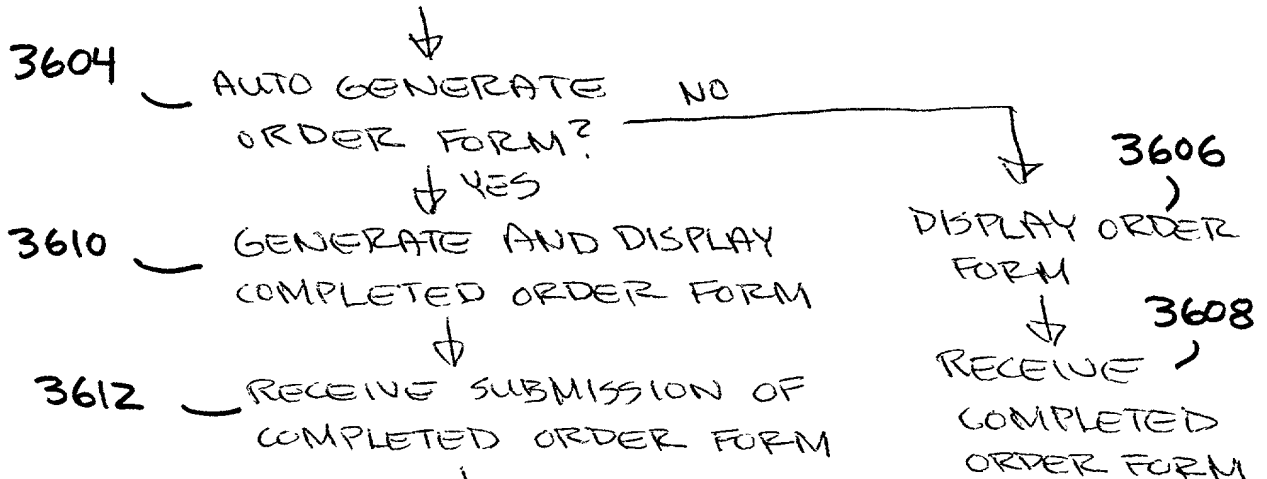 3604
AUTO GENERATE
ORDER FORM?
NO
YES
3606
DISPLAY ORDER
FORM
3610
GENERATE AND DISPLAY
COMPLETED ORDER FORM
3608
RECEIVE
COMPLETED
ORDER FORM
3612
RECEIVE SUBMISSION OF
COMPLETED ORDER FORM